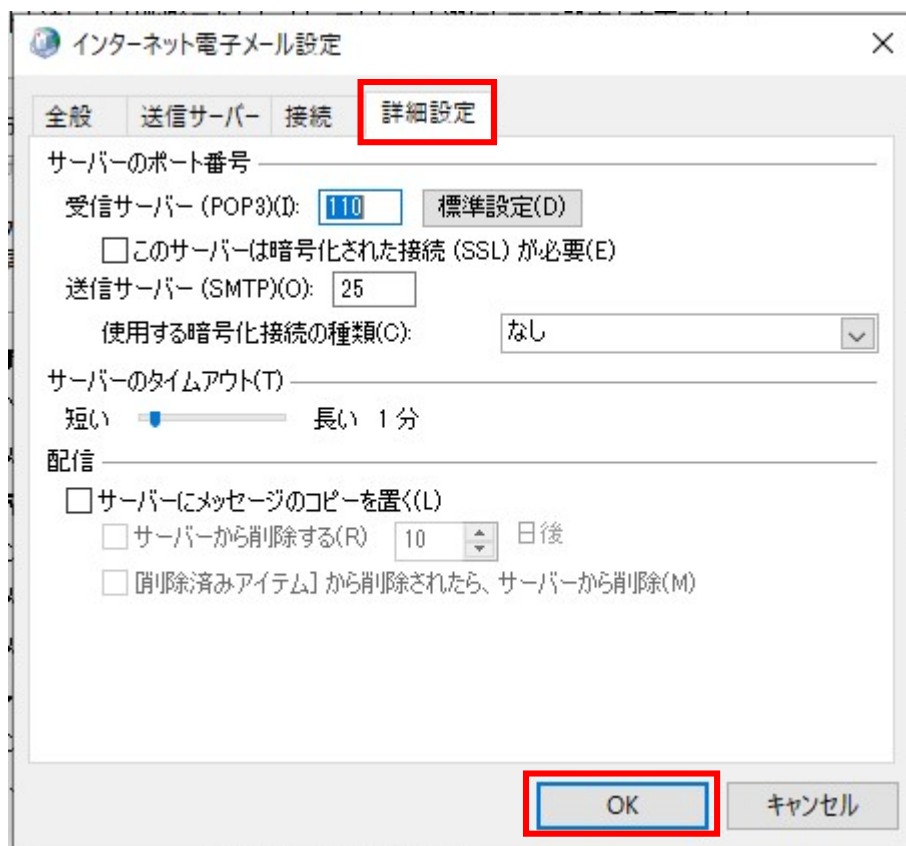 インターネット電子メール設定
全般 送信サーバー 接続 詳細設定
サーバーのポート番号
受信サーバー (POP3)(I): 110 標準設定(D)
このサーバーは暗号化された接続 (SSL) が必要(E)
送信サーバー (SMTP)(O): 25
使用する暗号化接続の種類(C): なし
サーバーのタイムアウト(T)
短い 長い 1 分
配信
サーバーにメッセージのコピーを置く(L)
サーバーから削除する(R) 10 日後
[削除済みアイテム] から削除されたら、サーバーから削除(M)
OK キャンセル